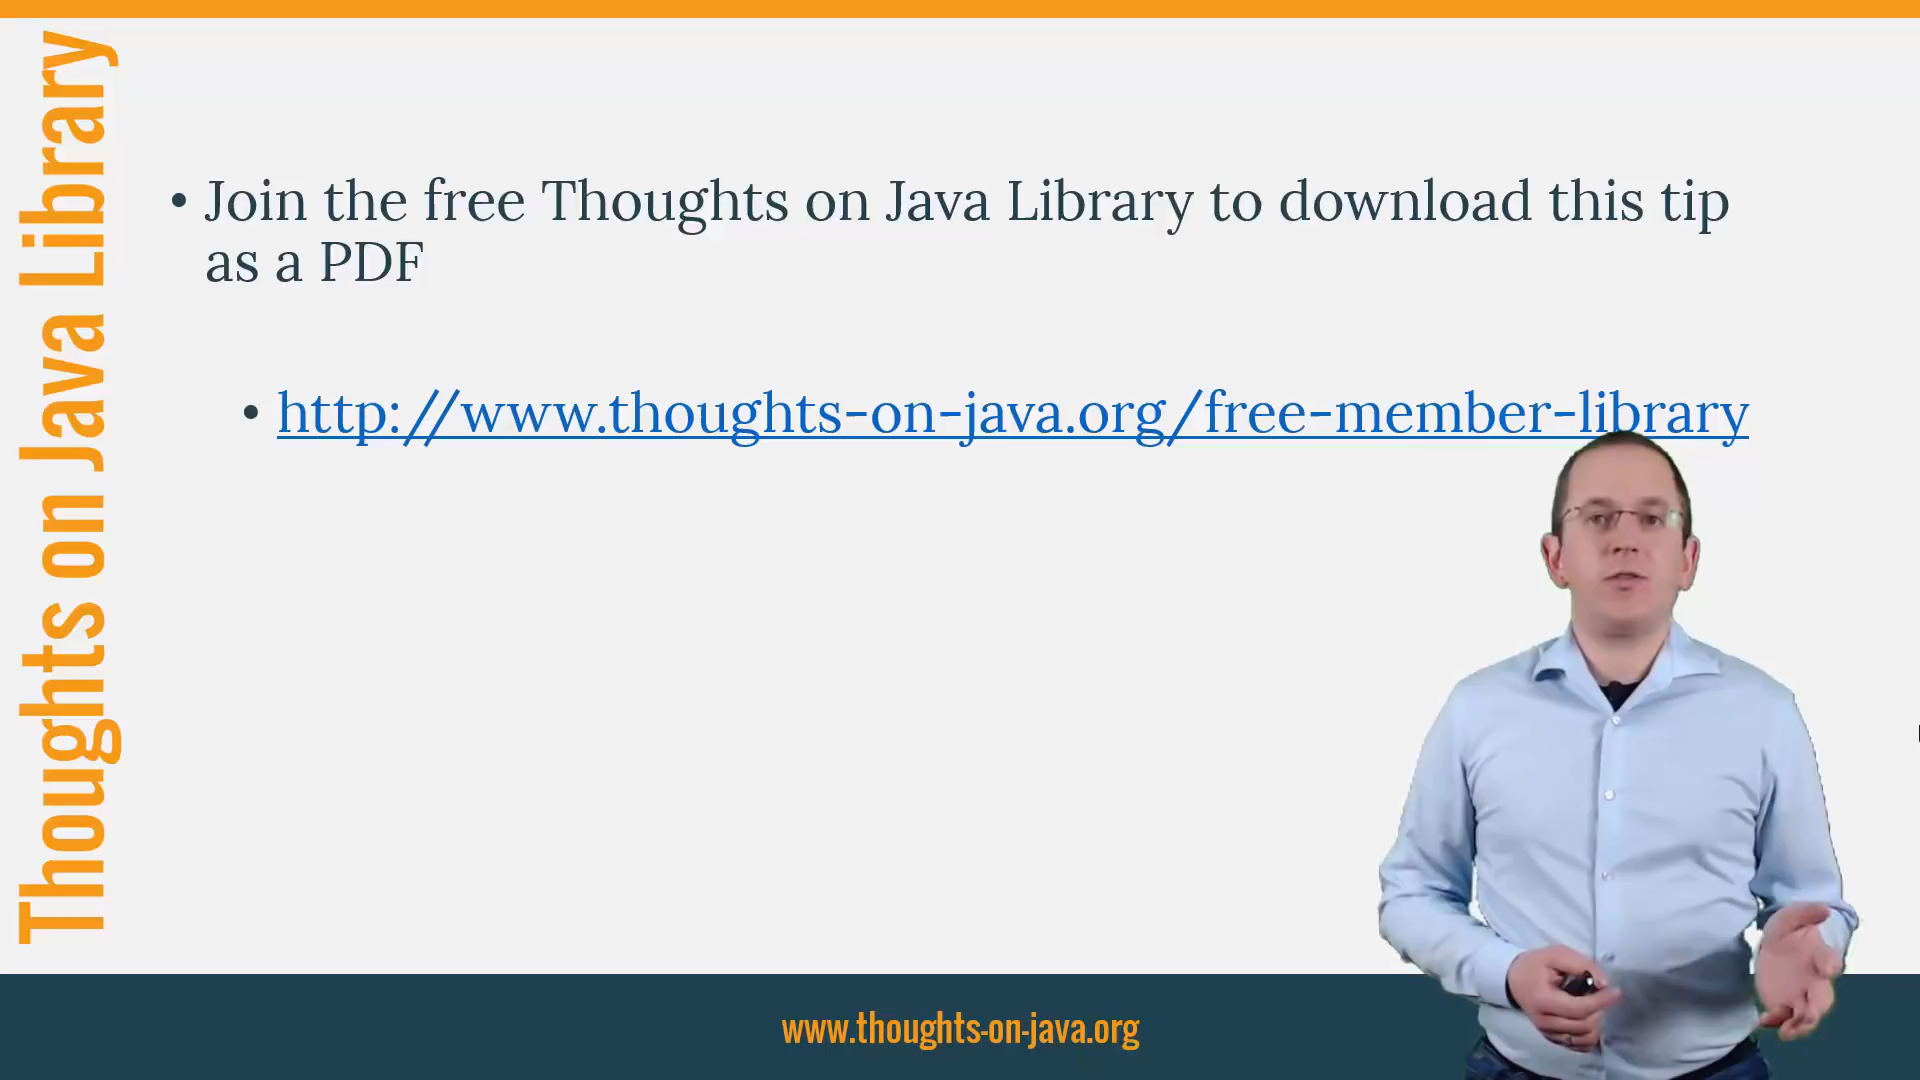 Thoughts on Java Library
• Join the free Thoughts on Java Library to download this tip
as a PDF
• http://www.thoughts-on-java.org/free-member-library
www.thoughts-on-java.org